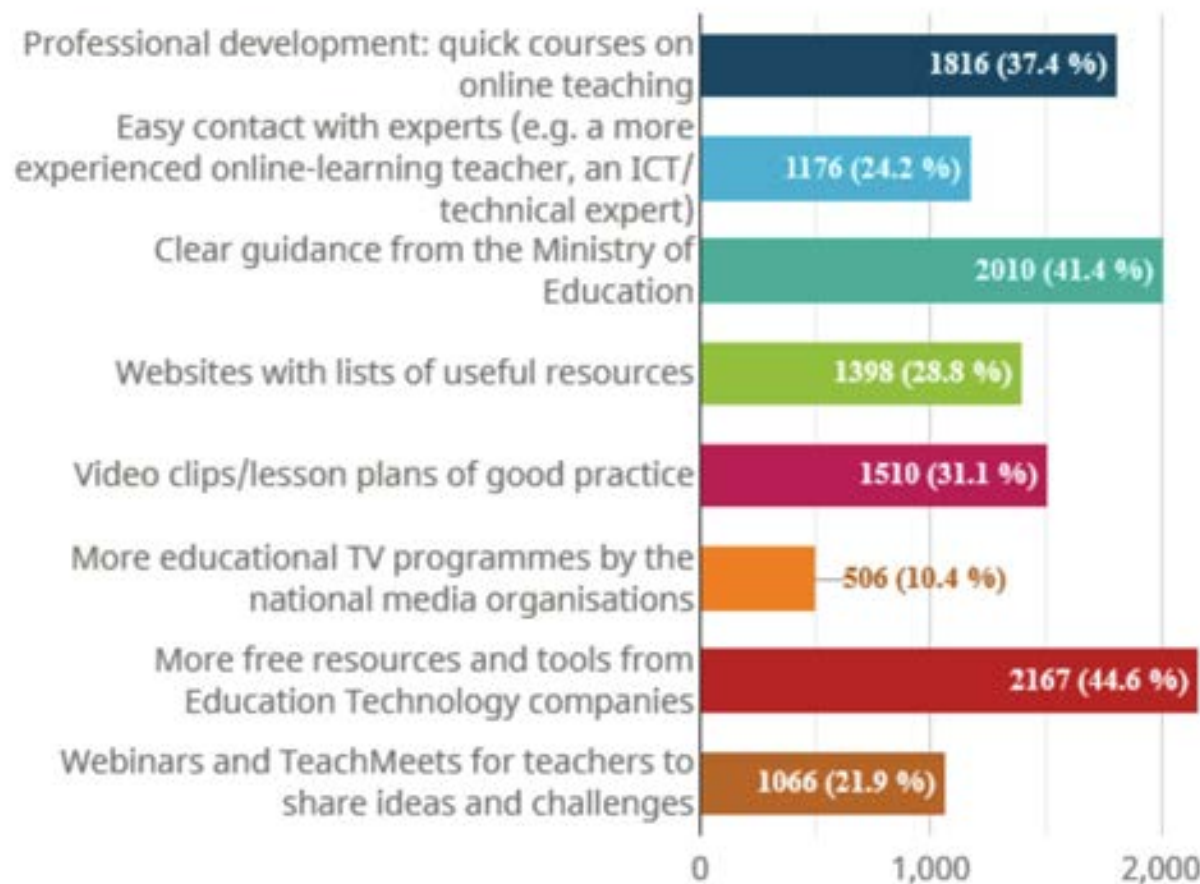 Professional development: quick courses on
online teaching
1816 (37.4 %)
Easy contact with experts (e.g. a more
experienced online-learning teacher, an ICT/
technical expert)
1176 (24.2 %)
Clear guidance from the Ministry of
Education
2010 (41.4 %)
Websites with lists of useful resources
1398 (28.8 %)
Video clips/lesson plans of good practice
1510 (31.1 %)
More educational TV programmes by the
national media organisations
506 (10.4 %)
More free resources and tools from
Education Technology companies
2167 (44.6 %)
Webinars and TeachMeets for teachers to
share ideas and challenges
1066 (21.9 %)
0 1,000 2,000